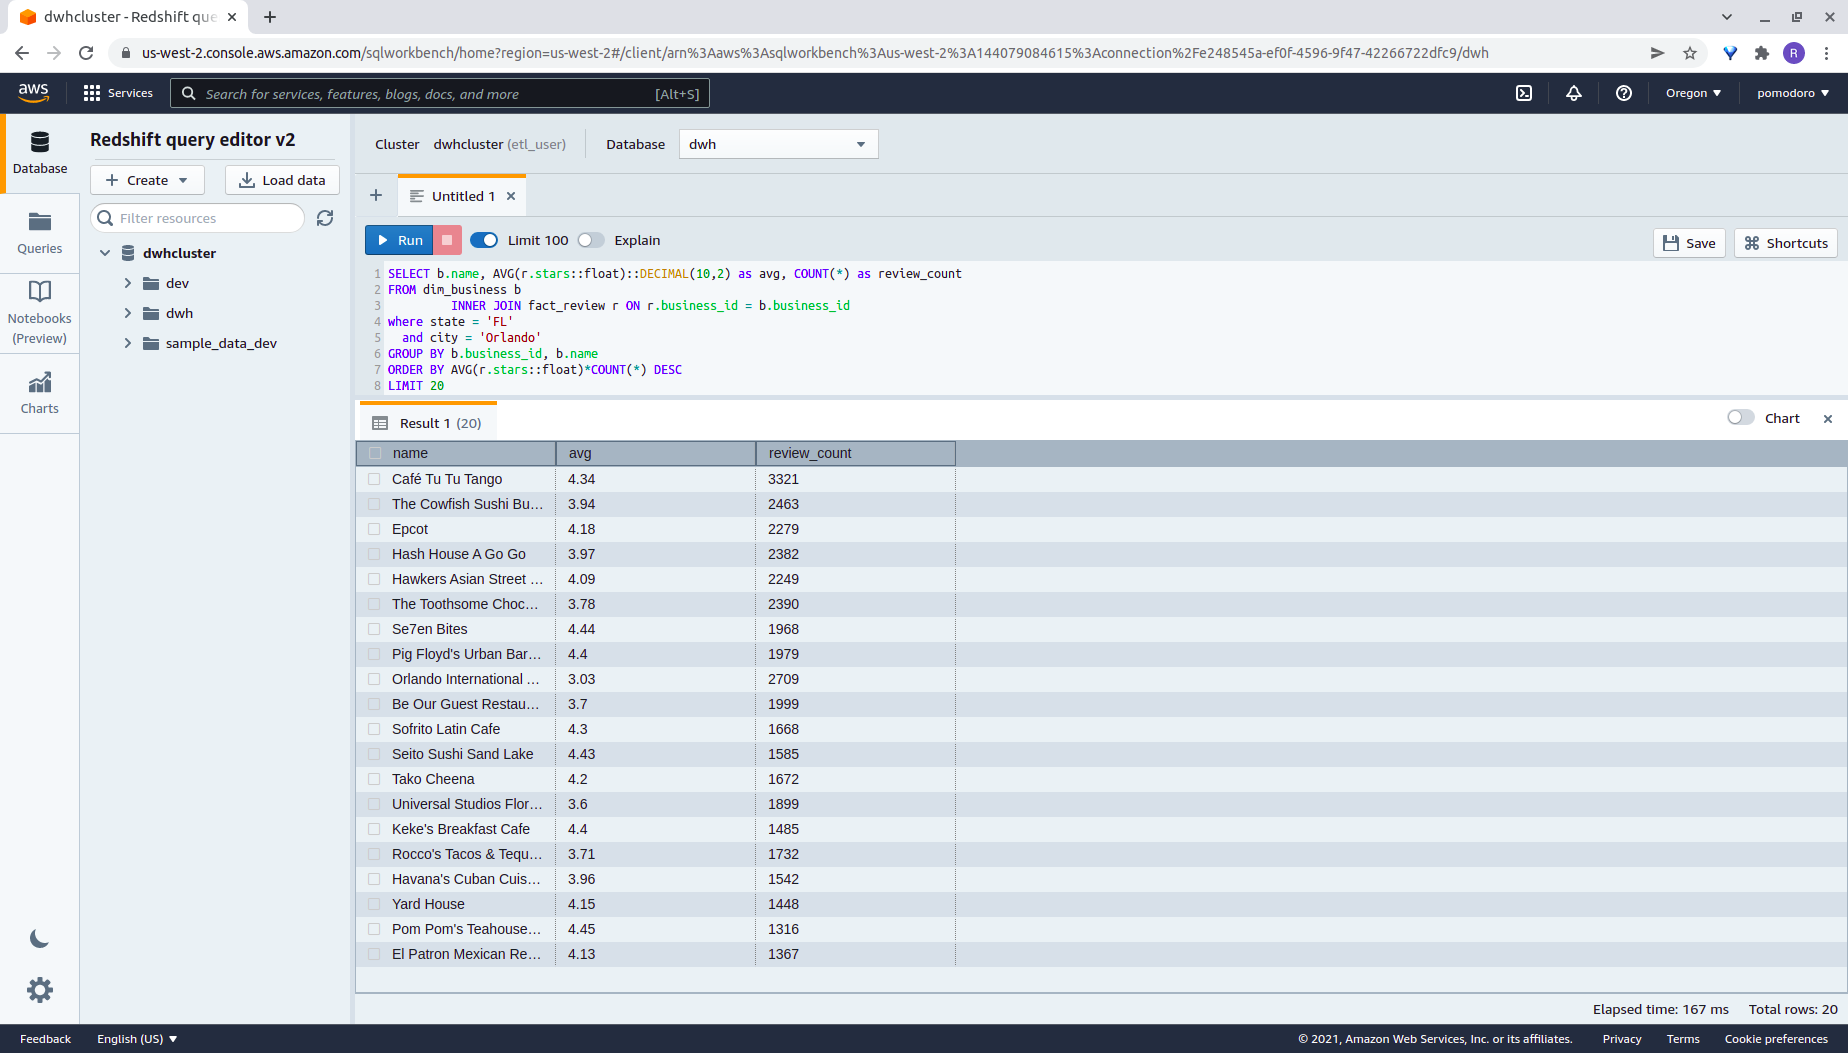 dwhcluster - Redshift que
us-west-2.console.aws.amazon.com/sqlworkbench/home?region=us-west-2#/client/arn%3Aaws%3Asqlworkbench%3Aus-west-2%3A144079084615%3Aconnection%2Fe248545a-ef0f-4596-9f47-42266722dfc9/dwh
R
aws Services Search for services, features, blogs, docs, and more [Alt+S] Oregon ▼ pomodoro ▼
Database
Queries
Notebooks
(Preview)
Charts
Redshift query editor v2
Create Load data
Filter resources
dwhcluster
dev
dwh
sample_data_dev
Cluster dwhcluster (etl_user) Database dwh
Untitled 1
Run Limit 100 Explain Save Shortcuts
1 SELECT b.name, AVG(r.stars::float)::DECIMAL(10,2) as avg, COUNT(*) as review_count
2 FROM dim_business b
3 INNER JOIN fact_review r ON r.business_id = b.business_id
4 where state = 'FL'
5 and city = 'Orlando'
6 GROUP BY b.business_id, b.name
7 ORDER BY AVG(r.stars::float)*COUNT(*) DESC
8 LIMIT 20
Result 1 (20) Chart
name avg review_count
Café Tu Tu Tango 4.34 3321
The Cowfish Sushi Bu... 3.94 2463
Epcot 4.18 2279
Hash House A Go Go 3.97 2382
Hawkers Asian Street ... 4.09 2249
The Toothsome Choc... 3.78 2390
Se7en Bites 4.44 1968
Pig Floyd's Urban Bar... 4.4 1979
Orlando International ... 3.03 2709
Be Our Guest Restau... 3.7 1999
Sofrito Latin Cafe 4.3 1668
Seito Sushi Sand Lake 4.43 1585
Tako Cheena 4.2 1672
Universal Studios Flor... 3.6 1899
Keke's Breakfast Cafe 4.4 1485
Rocco's Tacos & Tequ... 3.71 1732
Havana's Cuban Cuis... 3.96 1542
Yard House 4.15 1448
Pom Pom's Teahouse... 4.45 1316
El Patron Mexican Re... 4.13 1367
Elapsed time: 167 ms Total rows: 20
Feedback English (US) ▼ © 2021, Amazon Web Services, Inc. or its affiliates. Privacy Terms Cookie preferences